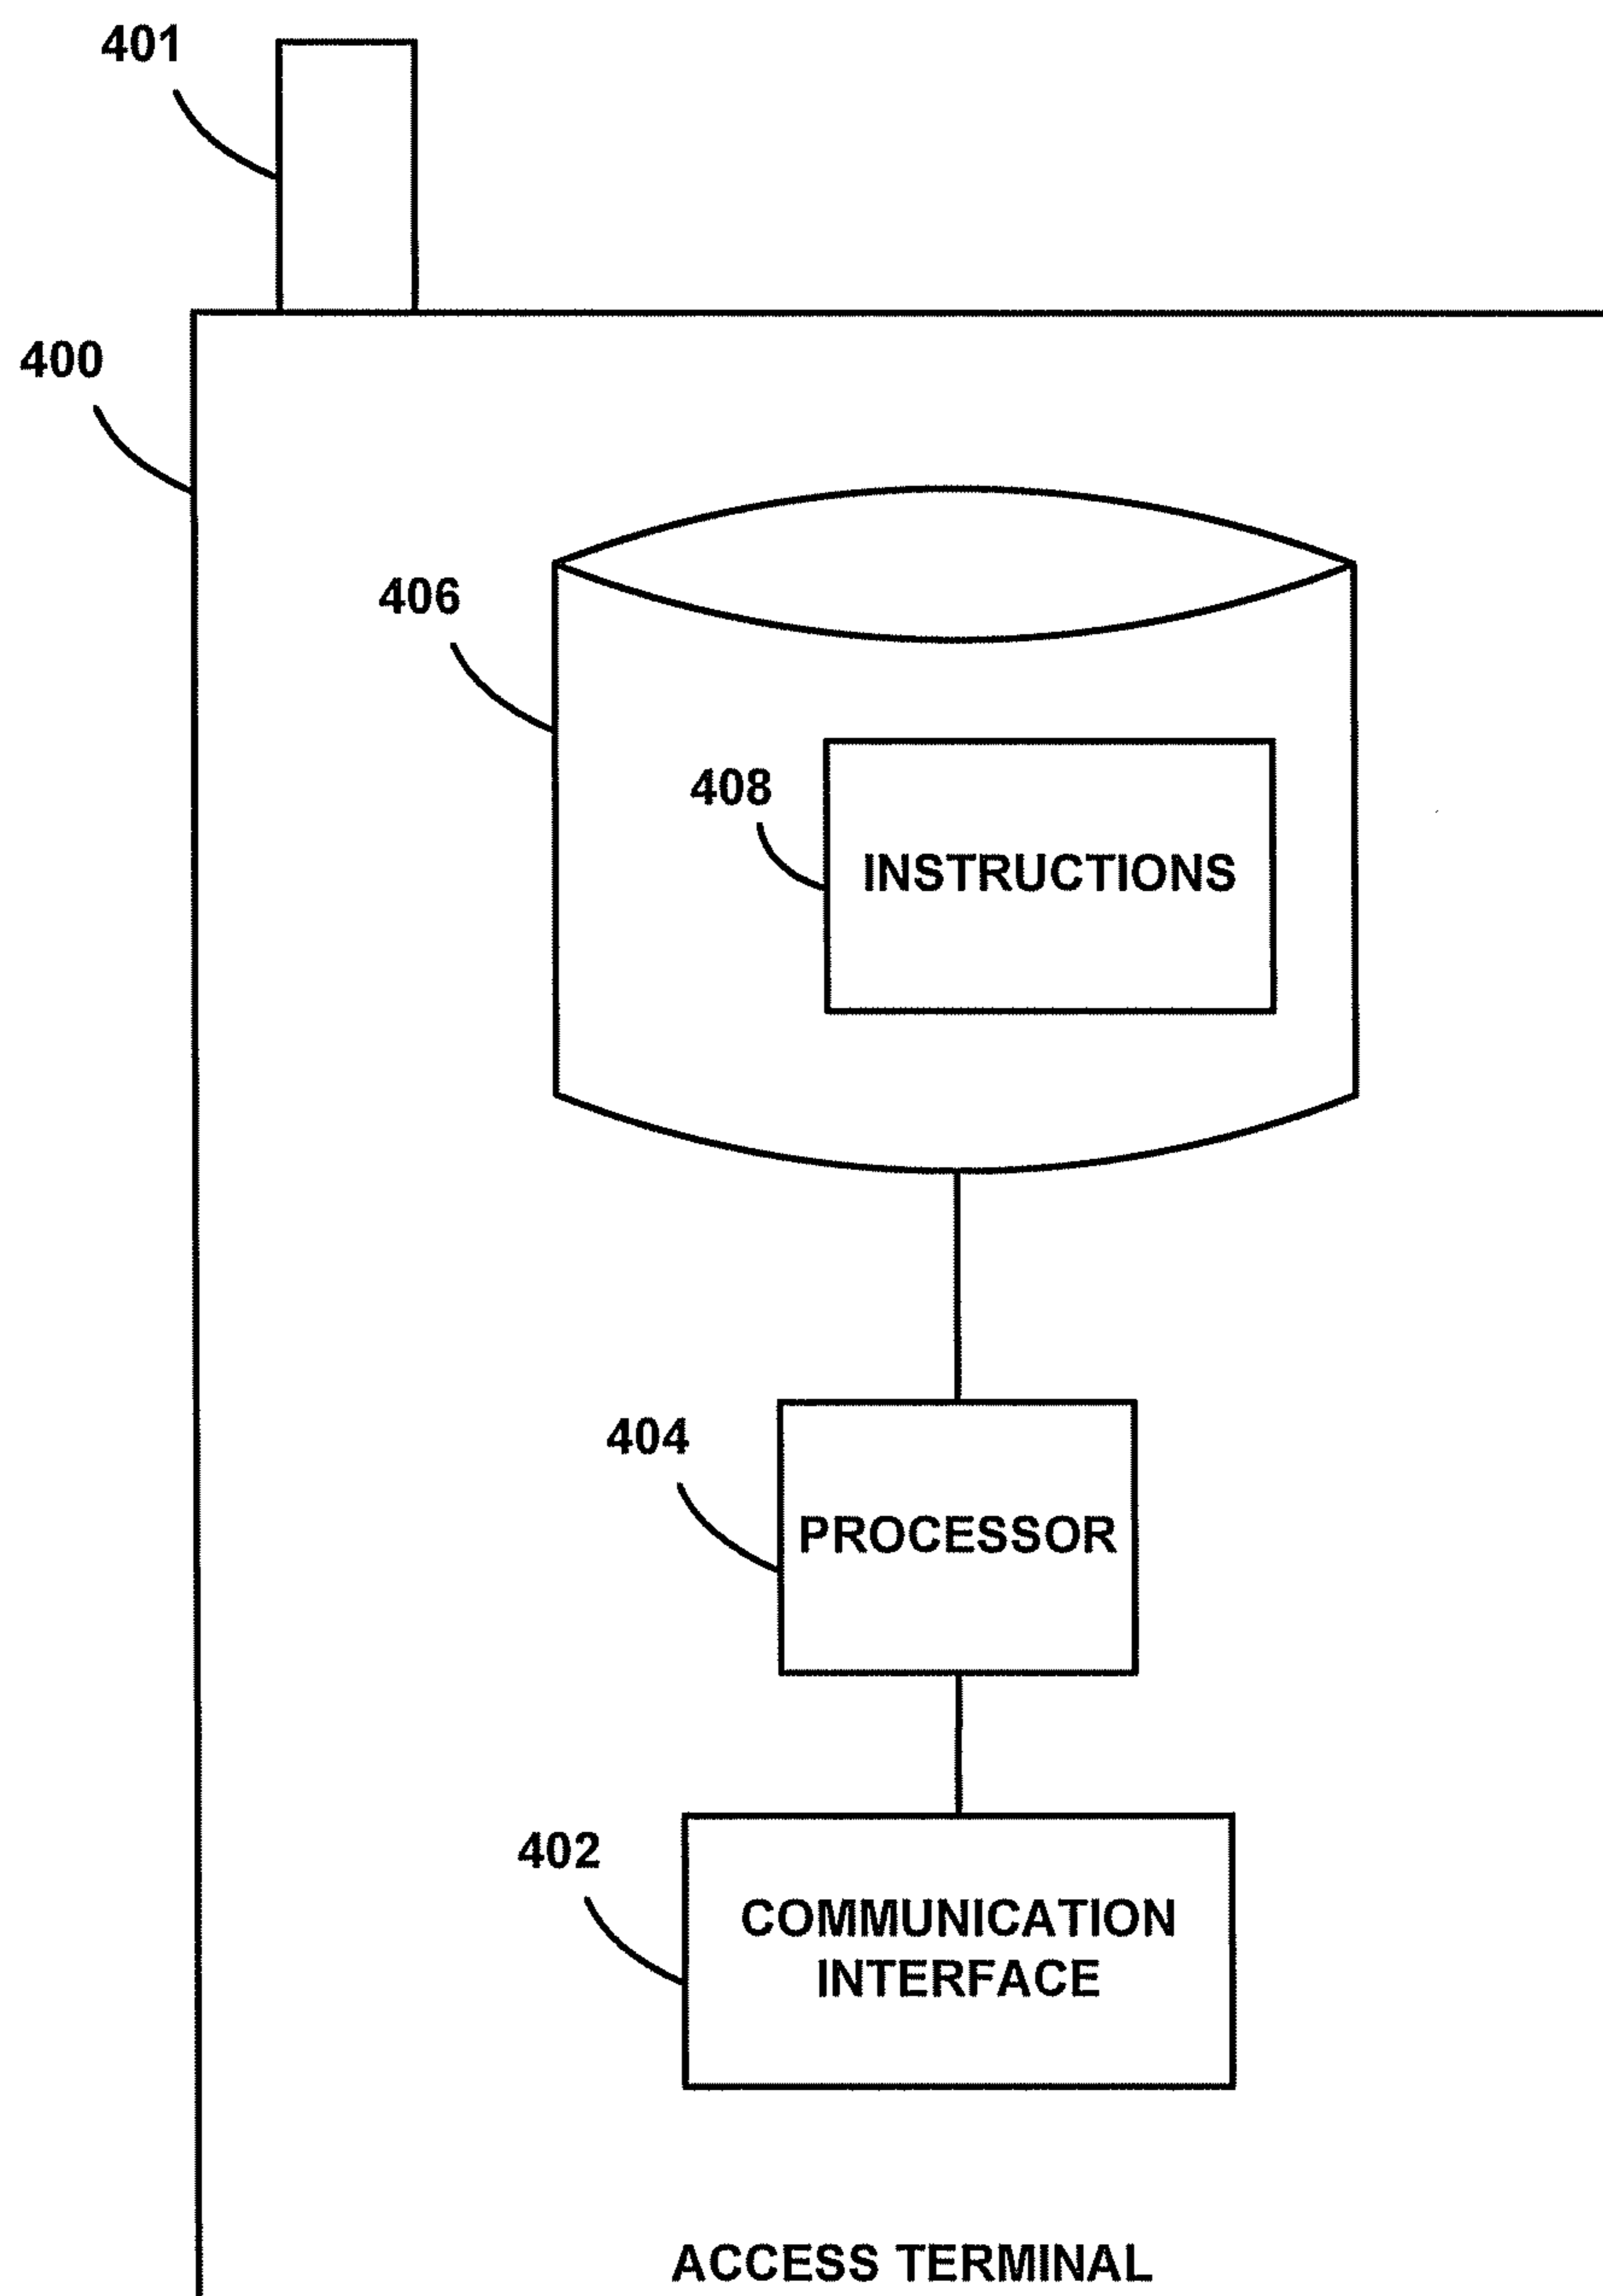 401
400
406
408
INSTRUCTIONS
404
PROCESSOR
402
COMMUNICATION
INTERFACE
ACCESS TERMINAL